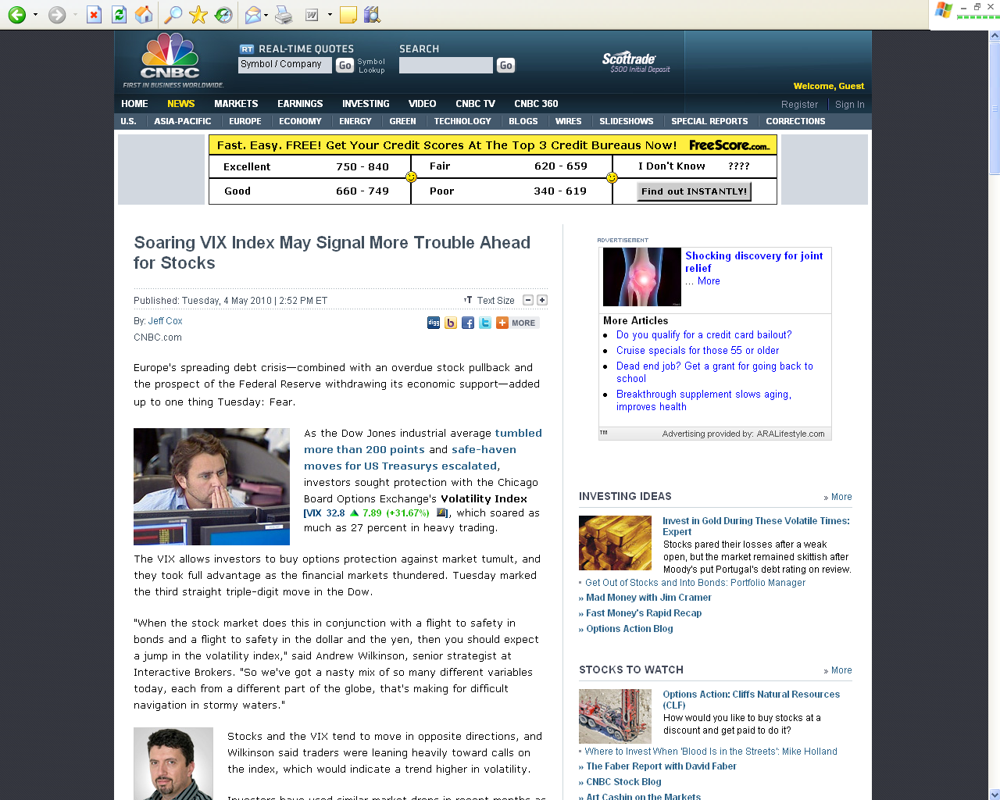 RT REAL-TIME QUOTES
SEARCH
Symbol / Company
Go
Symbol
Lookup
Go
Scottrade
$500 Initial Deposit
CNBC
FIRST IN BUSINESS WORLDWIDE.
Welcome, Guest
HOME NEWS MARKETS EARNINGS INVESTING VIDEO CNBC TV CNBC 360
Register Sign In
U.S. ASIA-PACIFIC EUROPE ECONOMY ENERGY GREEN TECHNOLOGY BLOGS WIRES SLIDESHOWS SPECIAL REPORTS CORRECTIONS
Fast. Easy. FREE! Get Your Credit Scores At The Top 3 Credit Bureaus Now! FreeScore.com
Excellent 750 - 840 Fair 620 - 659 I Don't Know ????
Good 660 - 749 Poor 340 - 619 Find out INSTANTLY!
Soaring VIX Index May Signal More Trouble Ahead
for Stocks
Published: Tuesday, 4 May 2010 | 2:52 PM ET
TT Text Size
By: Jeff Cox
digg b f t + MORE
CNBC.com
Europe's spreading debt crisis—combined with an overdue stock pullback and
the prospect of the Federal Reserve withdrawing its economic support—added
up to one thing Tuesday: Fear.
As the Dow Jones industrial average tumbled
more than 200 points and safe-haven
moves for US Treasurys escalated,
investors sought protection with the Chicago
Board Options Exchange's Volatility Index
[VIX 32.8 7.89 (+31.67%) ], which soared as
much as 27 percent in heavy trading.
The VIX allows investors to buy options protection against market tumult, and
they took full advantage as the financial markets thundered. Tuesday marked
the third straight triple-digit move in the Dow.
"When the stock market does this in conjunction with a flight to safety in
bonds and a flight to safety in the dollar and the yen, then you should expect
a jump in the volatility index," said Andrew Wilkinson, senior strategist at
Interactive Brokers. "So we've got a nasty mix of so many different variables
today, each from a different part of the globe, that's making for difficult
navigation in stormy waters."
Stocks and the VIX tend to move in opposite directions, and
Wilkinson said traders were leaning heavily toward calls on
the index, which would indicate a trend higher in volatility.
Investors have used similar market drops in recent months as
ADVERTISEMENT
Shocking discovery for joint
relief
... More
More Articles
Do you qualify for a credit card bailout?
Cruise specials for those 55 or older
Dead end job? Get a grant for going back to
school
Breakthrough supplement slows aging,
improves health
TM Advertising provided by: ARALifestyle.com
INVESTING IDEAS
» More
Invest in Gold During These Volatile Times:
Expert
Stocks pared their losses after a weak
open, but the market remained skittish after
Moody's put Portugal's debt rating on review.
Get Out of Stocks and Into Bonds: Portfolio Manager
» Mad Money with Jim Cramer
» Fast Money's Rapid Recap
» Options Action Blog
STOCKS TO WATCH
» More
Options Action: Cliffs Natural Resources
(CLF)
How would you like to buy stocks at a
discount and get paid to do it?
Where to Invest When 'Blood Is in the Streets': Mike Holland
» The Faber Report with David Faber
» CNBC Stock Blog
» Art Cashin on the Markets